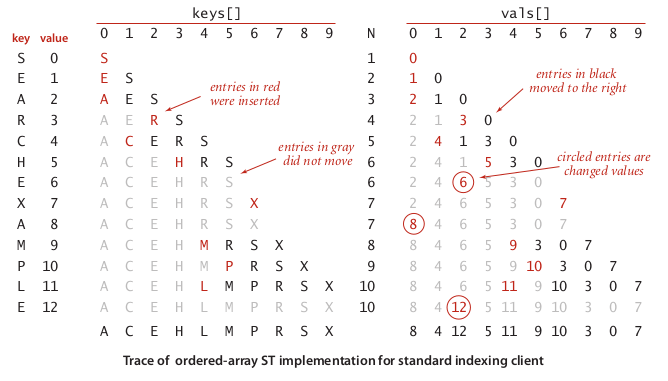 keys[] vals[]
key value 0 1 2 3 4 5 6 7 8 9 N 0 1 2 3 4 5 6 7 8 9
S 0 S 1 0
E 1 E S 2 1 0
A 2 A E S 3 2 1 0
R 3 A E R S 4 2 1 3 0
C 4 A C E R S 5 2 4 1 3 0
H 5 A C E H R S 6 2 4 1 5 3 0
E 6 A C E H R S 6 2 4 6 5 3 0
X 7 A C E H R S X 7 2 4 6 5 3 0 7
A 8 A C E H R S X 7 8 4 6 5 3 0 7
M 9 A C E H M R S X 8 8 4 6 5 9 3 0 7
P 10 A C E H M P R S X 9 8 4 6 5 9 10 3 0 7
L 11 A C E H L M P R S X 10 8 4 6 5 11 9 10 3 0 7
E 12 A C E H L M P R S X 10 8 4 12 5 11 9 10 3 0 7
A C E H L M P R S X 8 4 12 5 11 9 10 3 0 7
entries in red
were inserted
entries in gray
did not move
entries in black
moved to the right
circled entries are
changed values
Trace of ordered-array ST implementation for standard indexing client